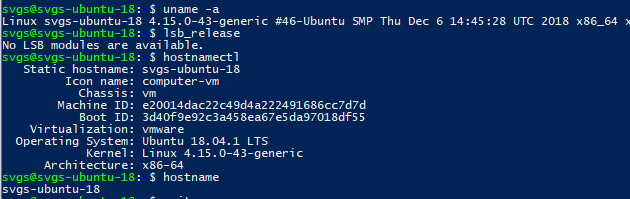 svgs@svgs-ubuntu-18: $ uname -a
Linux svgs-ubuntu-18 4.15.0-43-generic #46-Ubuntu SMP Thu Dec 6 14:45:28 UTC 2018 x86_64 x
svgs@svgs-ubuntu-18: $ lsb_release
No LSB modules are available.
svgs@svgs-ubuntu-18: $ hostnamectl
Static hostname: svgs-ubuntu-18
Icon name: computer-vm
Chassis: vm
Machine ID: e20014dac22c49d4a222491686cc7d7d
Boot ID: 3d40f9e92c3a458ea67e5da97018df55
Virtualization: vmware
Operating System: Ubuntu 18.04.1 LTS
Kernel: Linux 4.15.0-43-generic
Architecture: x86-64
svgs@svgs-ubuntu-18: $ hostname
svgs-ubuntu-18